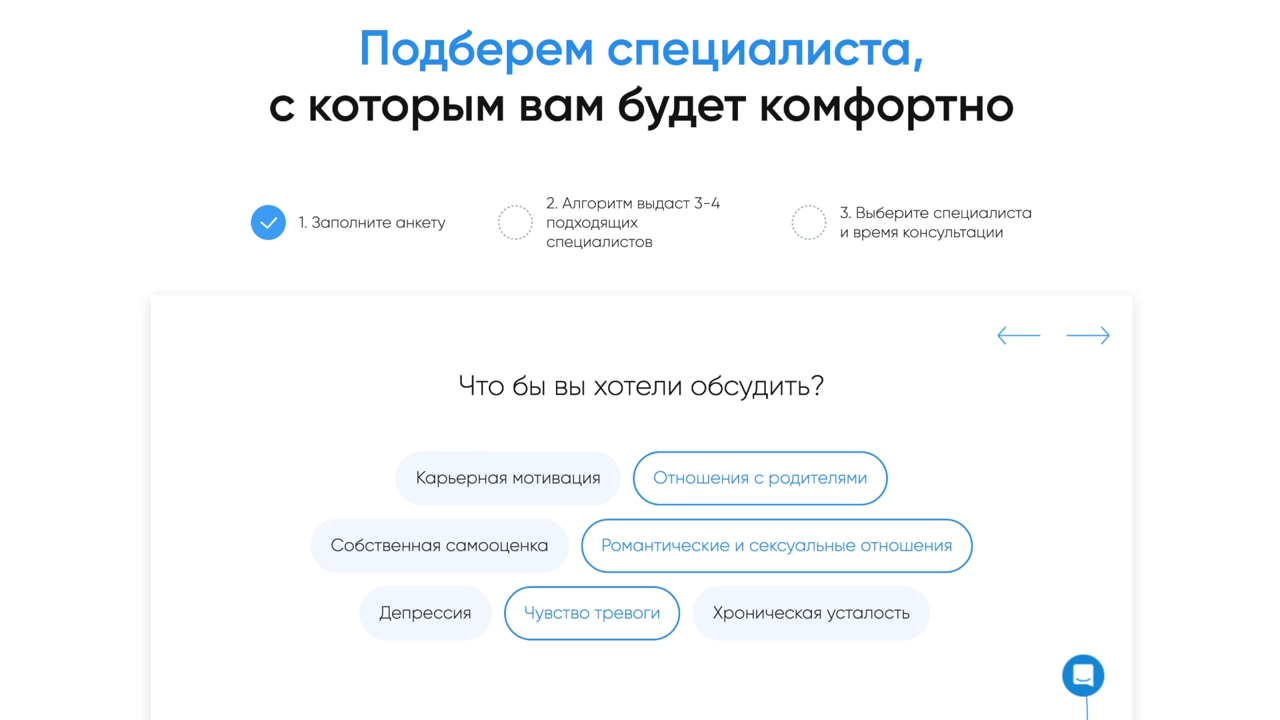 Подберем специалиста,
с которым вам будет комфортно
1. Заполните анкету
2. Алгоритм выдаст 3-4
подходящих
специалистов
3. Выберите специалиста
и время консультации
Что бы вы хотели обсудить?
Карьерная мотивация
Отношения с родителями
Собственная самооценка
Романтические и сексуальные отношения
Депрессия
Чувство тревоги
Хроническая усталость